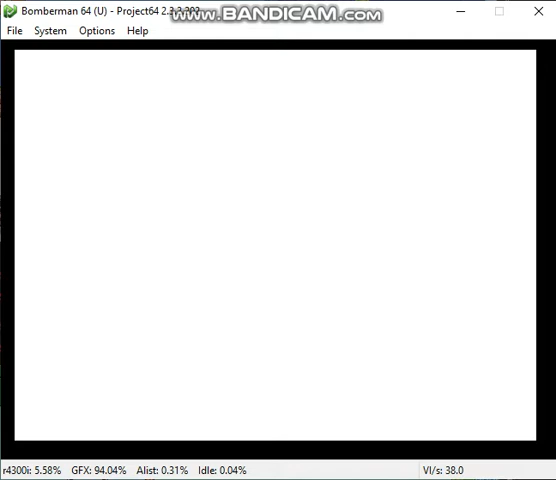 Bomberman 64 (U) - Project64 2.3.2.202
www.BANDICAM.com
File System Options Help
r4300i: 5.58% GFX: 94.04% Alist: 0.31% Idle: 0.04% VI/s: 38.0